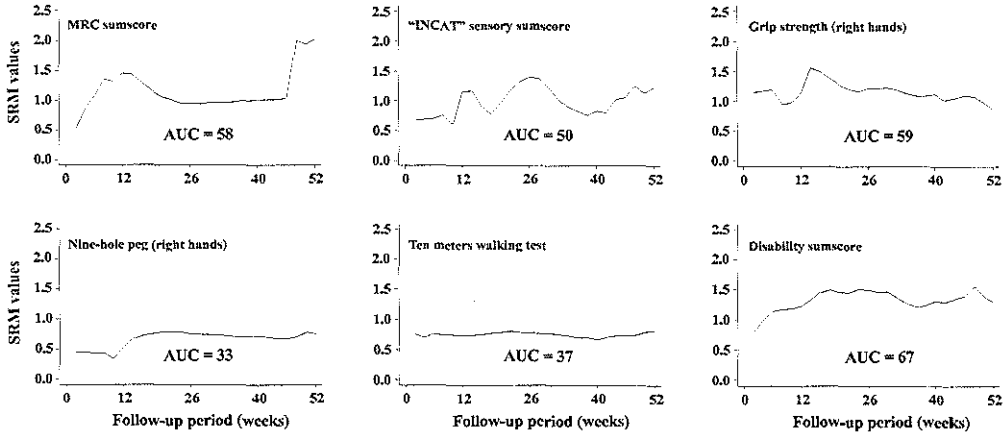 MRC sumscore
"INCAT" sensory sumscore
Grip strength (right hands)
SRM values
2.5
2.0
1.5
1.0
0.5
0.0
AUC = 58
0 12 26 40 52
2.5
2.0
1.5
1.0
0.5
0.0
AUC = 50
0 12 26 40 52
2.5
2.0
1.5
1.0
0.5
0.0
AUC = 59
0 12 26 40 52
Nine-hole peg (right hands)
Ten meters walking test
Disability sumscore
SRM values
2.5
2.0
1.5
1.0
0.5
0.0
AUC = 33
0 12 26 40 52
Follow-up period (weeks)
2.5
2.0
1.5
1.0
0.5
0.0
AUC = 37
0 12 26 40 52
Follow-up period (weeks)
2.5
2.0
1.5
1.0
0.5
0.0
AUC = 67
0 12 26 40 52
Follow-up period (weeks)